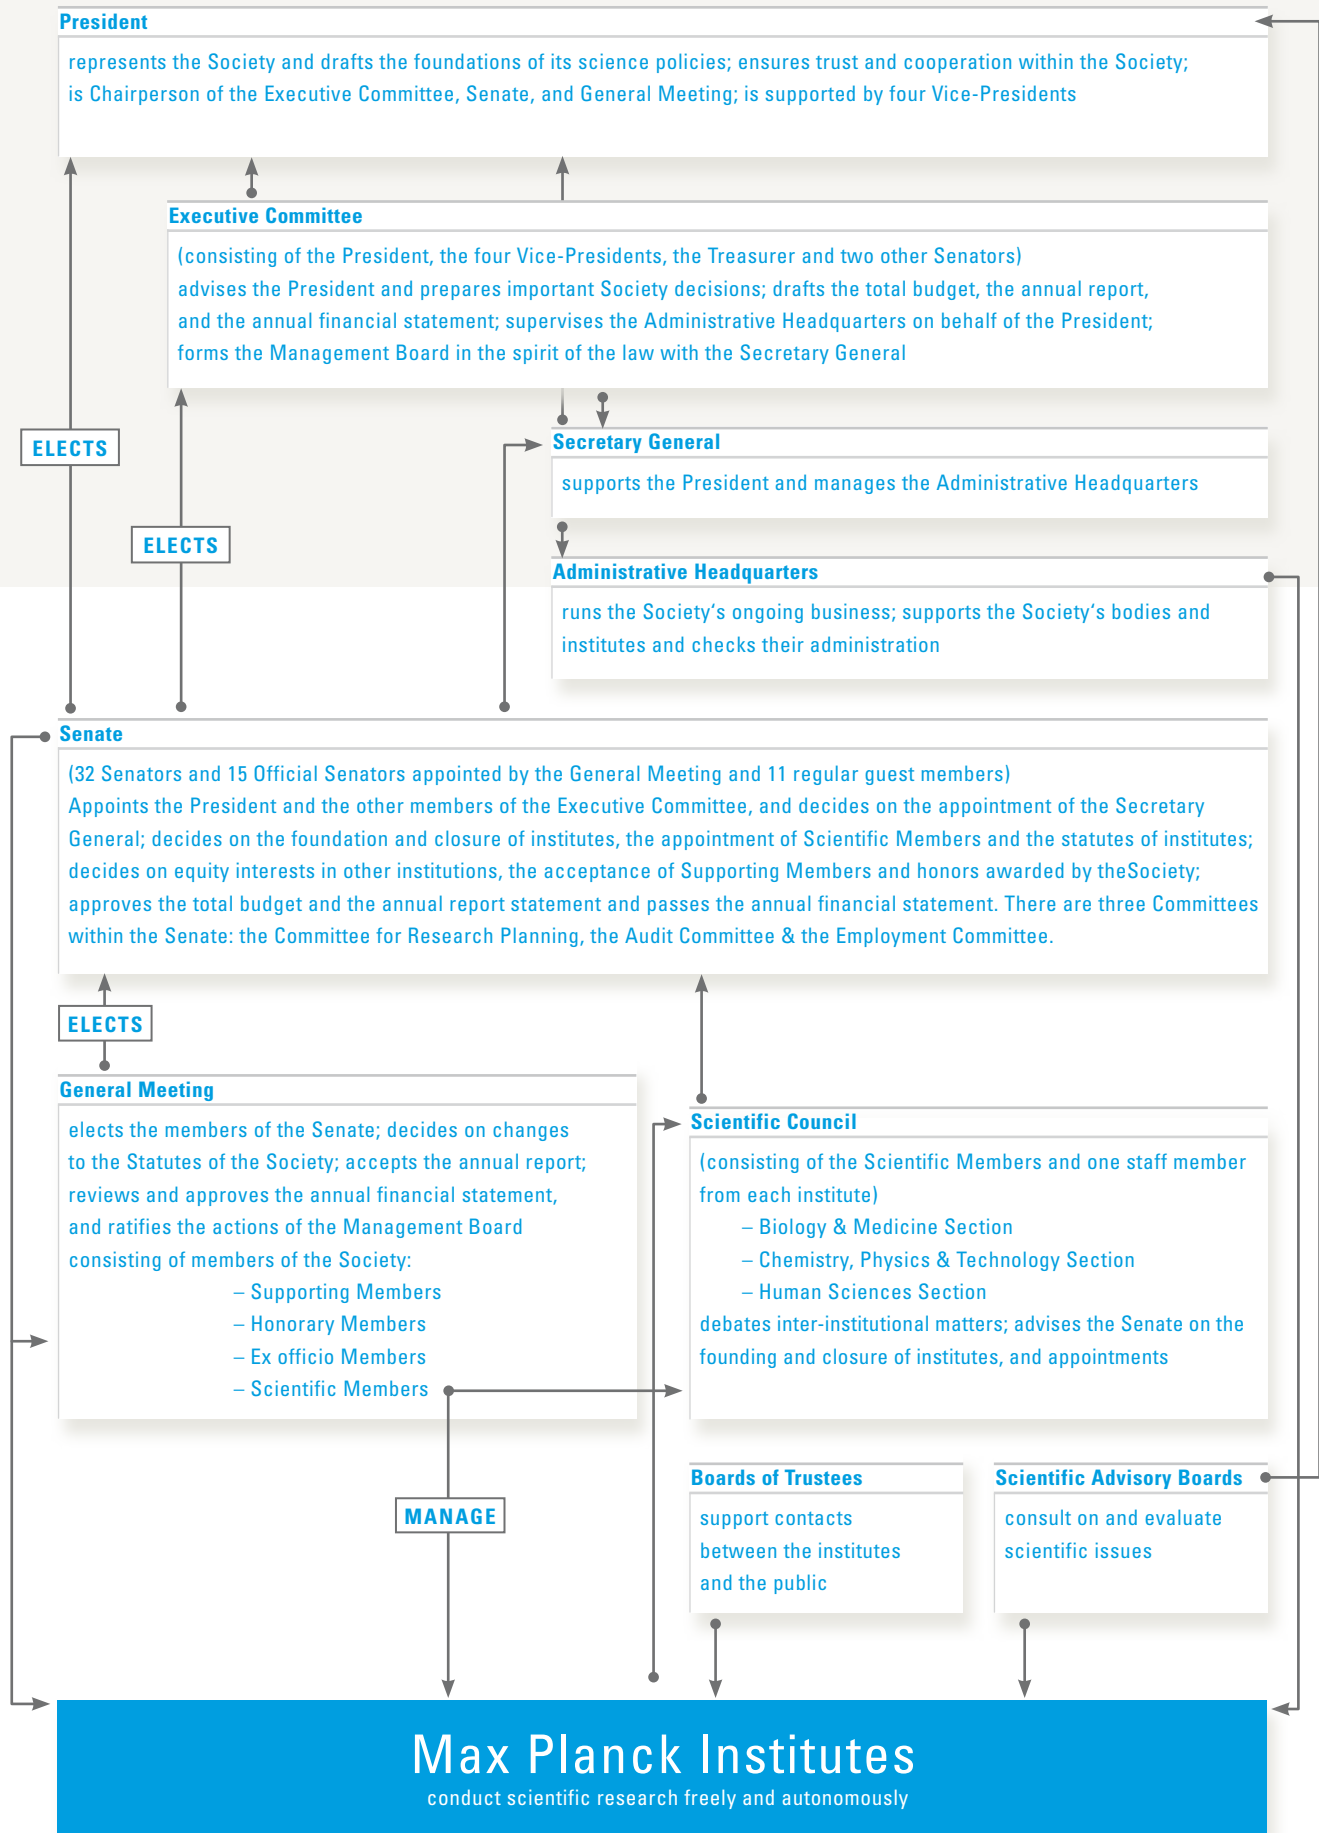 President
represents the Society and drafts the foundations of its science policies; ensures trust and cooperation within the Society;
is Chairperson of the Executive Committee, Senate, and General Meeting; is supported by four Vice-Presidents
Executive Committee
(consisting of the President, the four Vice-Presidents, the Treasurer and two other Senators)
advises the President and prepares important Society decisions; drafts the total budget, the annual report,
and the annual financial statement; supervises the Administrative Headquarters on behalf of the President;
forms the Management Board in the spirit of the law with the Secretary General
ELECTS
Secretary General
supports the President and manages the Administrative Headquarters
ELECTS
Administrative Headquarters
runs the Society‘s ongoing business; supports the Society‘s bodies and
institutes and checks their administration
Senate
(32 Senators and 15 Official Senators appointed by the General Meeting and 11 regular guest members)
Appoints the President and the other members of the Executive Committee, and decides on the appointment of the Secretary
General; decides on the foundation and closure of institutes, the appointment of Scientific Members and the statutes of institutes;
decides on equity interests in other institutions, the acceptance of Supporting Members and honors awarded by theSociety;
approves the total budget and the annual report statement and passes the annual financial statement. There are three Committees
within the Senate: the Committee for Research Planning, the Audit Committee & the Employment Committee.
ELECTS
General Meeting
elects the members of the Senate; decides on changes
to the Statutes of the Society; accepts the annual report;
reviews and approves the annual financial statement,
and ratifies the actions of the Management Board
consisting of members of the Society:
– Supporting Members
– Honorary Members
– Ex officio Members
– Scientific Members
Scientific Council
(consisting of the Scientific Members and one staff member
from each institute)
– Biology & Medicine Section
– Chemistry, Physics & Technology Section
– Human Sciences Section
debates inter-institutional matters; advises the Senate on the
founding and closure of institutes, and appointments
MANAGE
Boards of Trustees
support contacts
between the institutes
and the public
Scientific Advisory Boards
consult on and evaluate
scientific issues
Max Planck Institutes
conduct scientific research freely and autonomously